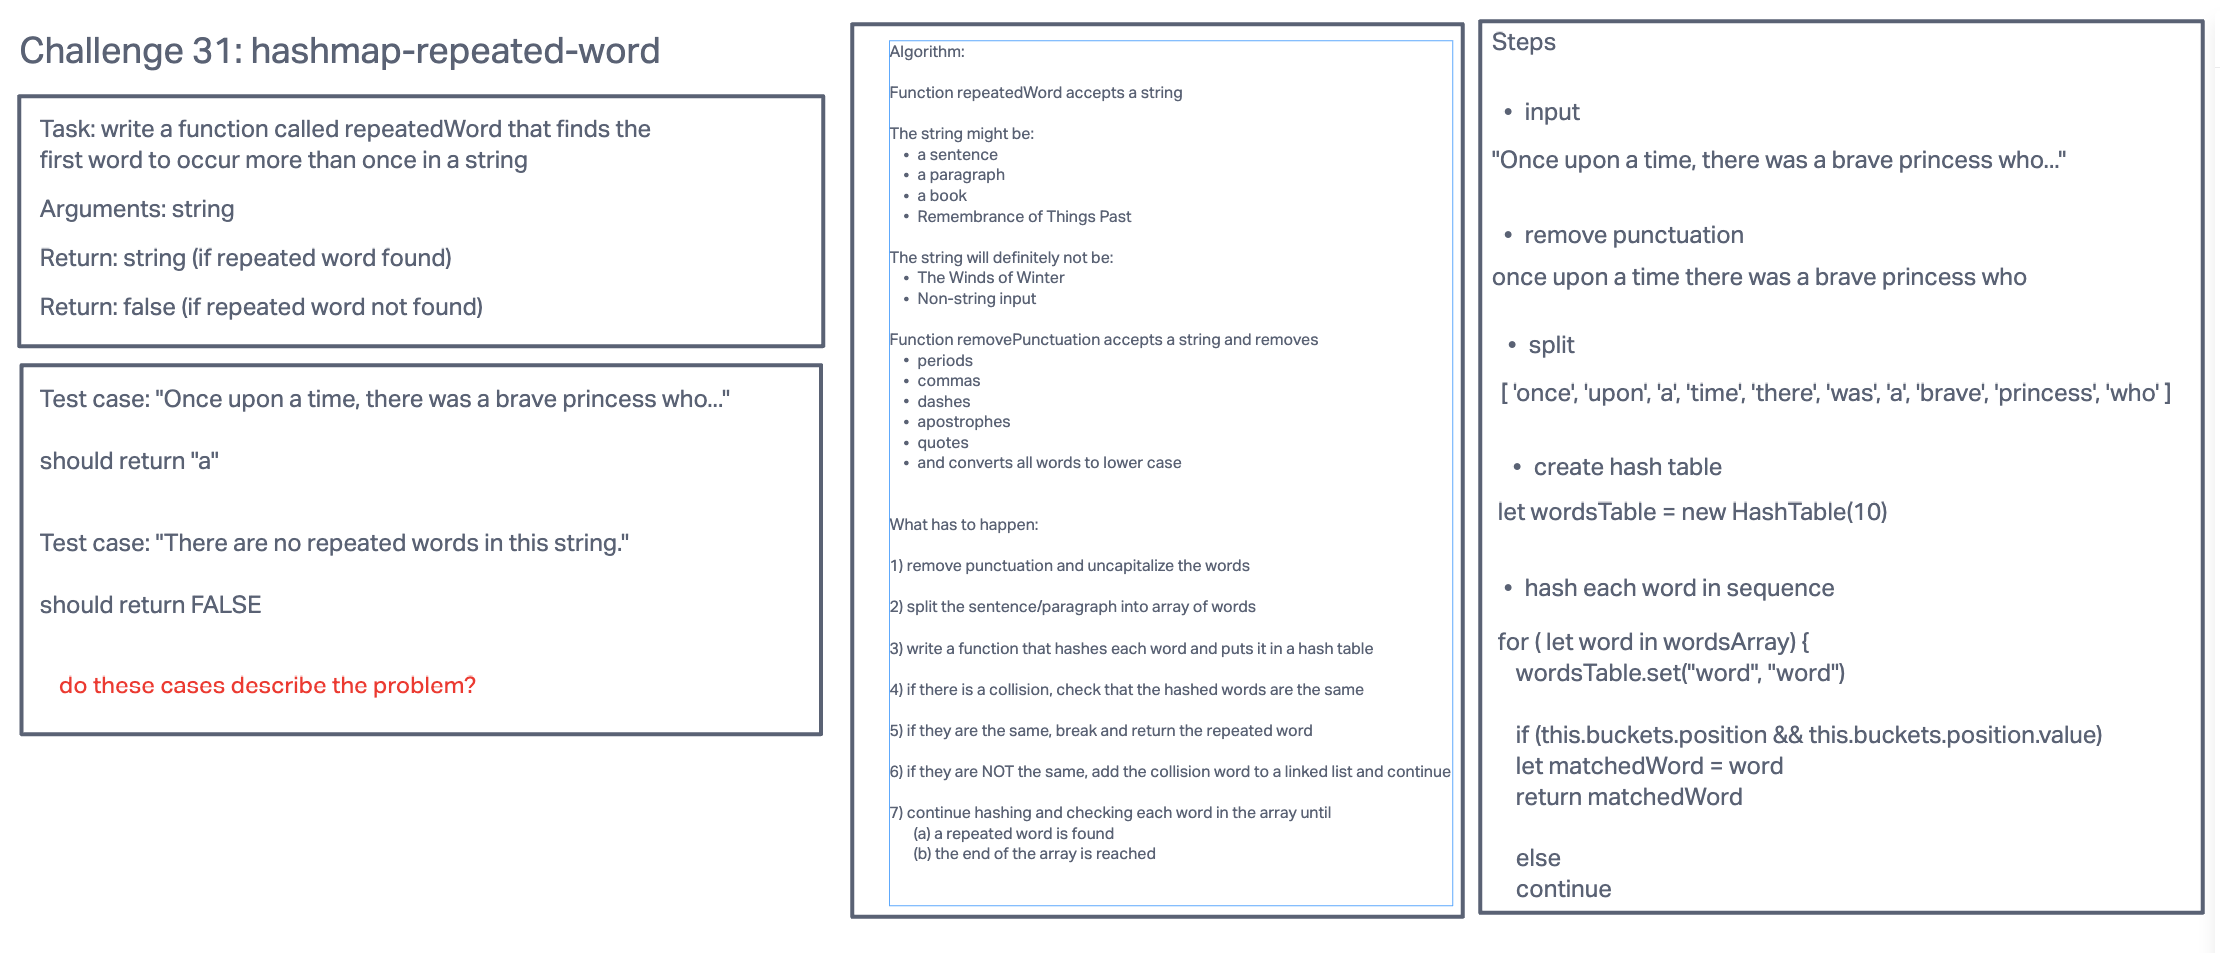 Challenge 31: hashmap-repeated-word
Task: write a function called repeatedWord that finds the
first word to occur more than once in a string
Arguments: string
Return: string (if repeated word found)
Return: false (if repeated word not found)
Test case: "Once upon a time, there was a brave princess who..."
should return "a"
Test case: "There are no repeated words in this string."
should return FALSE
do these cases describe the problem?
Algorithm:
Function repeatedWord accepts a string
The string might be:
• a sentence
• a paragraph
• a book
• Remembrance of Things Past
The string will definitely not be:
• The Winds of Winter
• Non-string input
Function removePunctuation accepts a string and removes
• periods
• commas
• dashes
• apostrophes
• quotes
• and converts all words to lower case
What has to happen:
1) remove punctuation and uncapitalize the words
2) split the sentence/paragraph into array of words
3) write a function that hashes each word and puts it in a hash table
4) if there is a collision, check that the hashed words are the same
5) if they are the same, break and return the repeated word
6) if they are NOT the same, add the collision word to a linked list and continue
7) continue hashing and checking each word in the array until
(a) a repeated word is found
(b) the end of the array is reached
Steps
• input
"Once upon a time, there was a brave princess who..."
• remove punctuation
once upon a time there was a brave princess who
• split
[ 'once', 'upon', 'a', 'time', 'there', 'was', 'a', 'brave', 'princess', 'who' ]
• create hash table
let wordsTable = new HashTable(10)
• hash each word in sequence
for ( let word in wordsArray) {
wordsTable.set("word", "word")
if (this.buckets.position && this.buckets.position.value)
let matchedWord = word
return matchedWord
else
continue